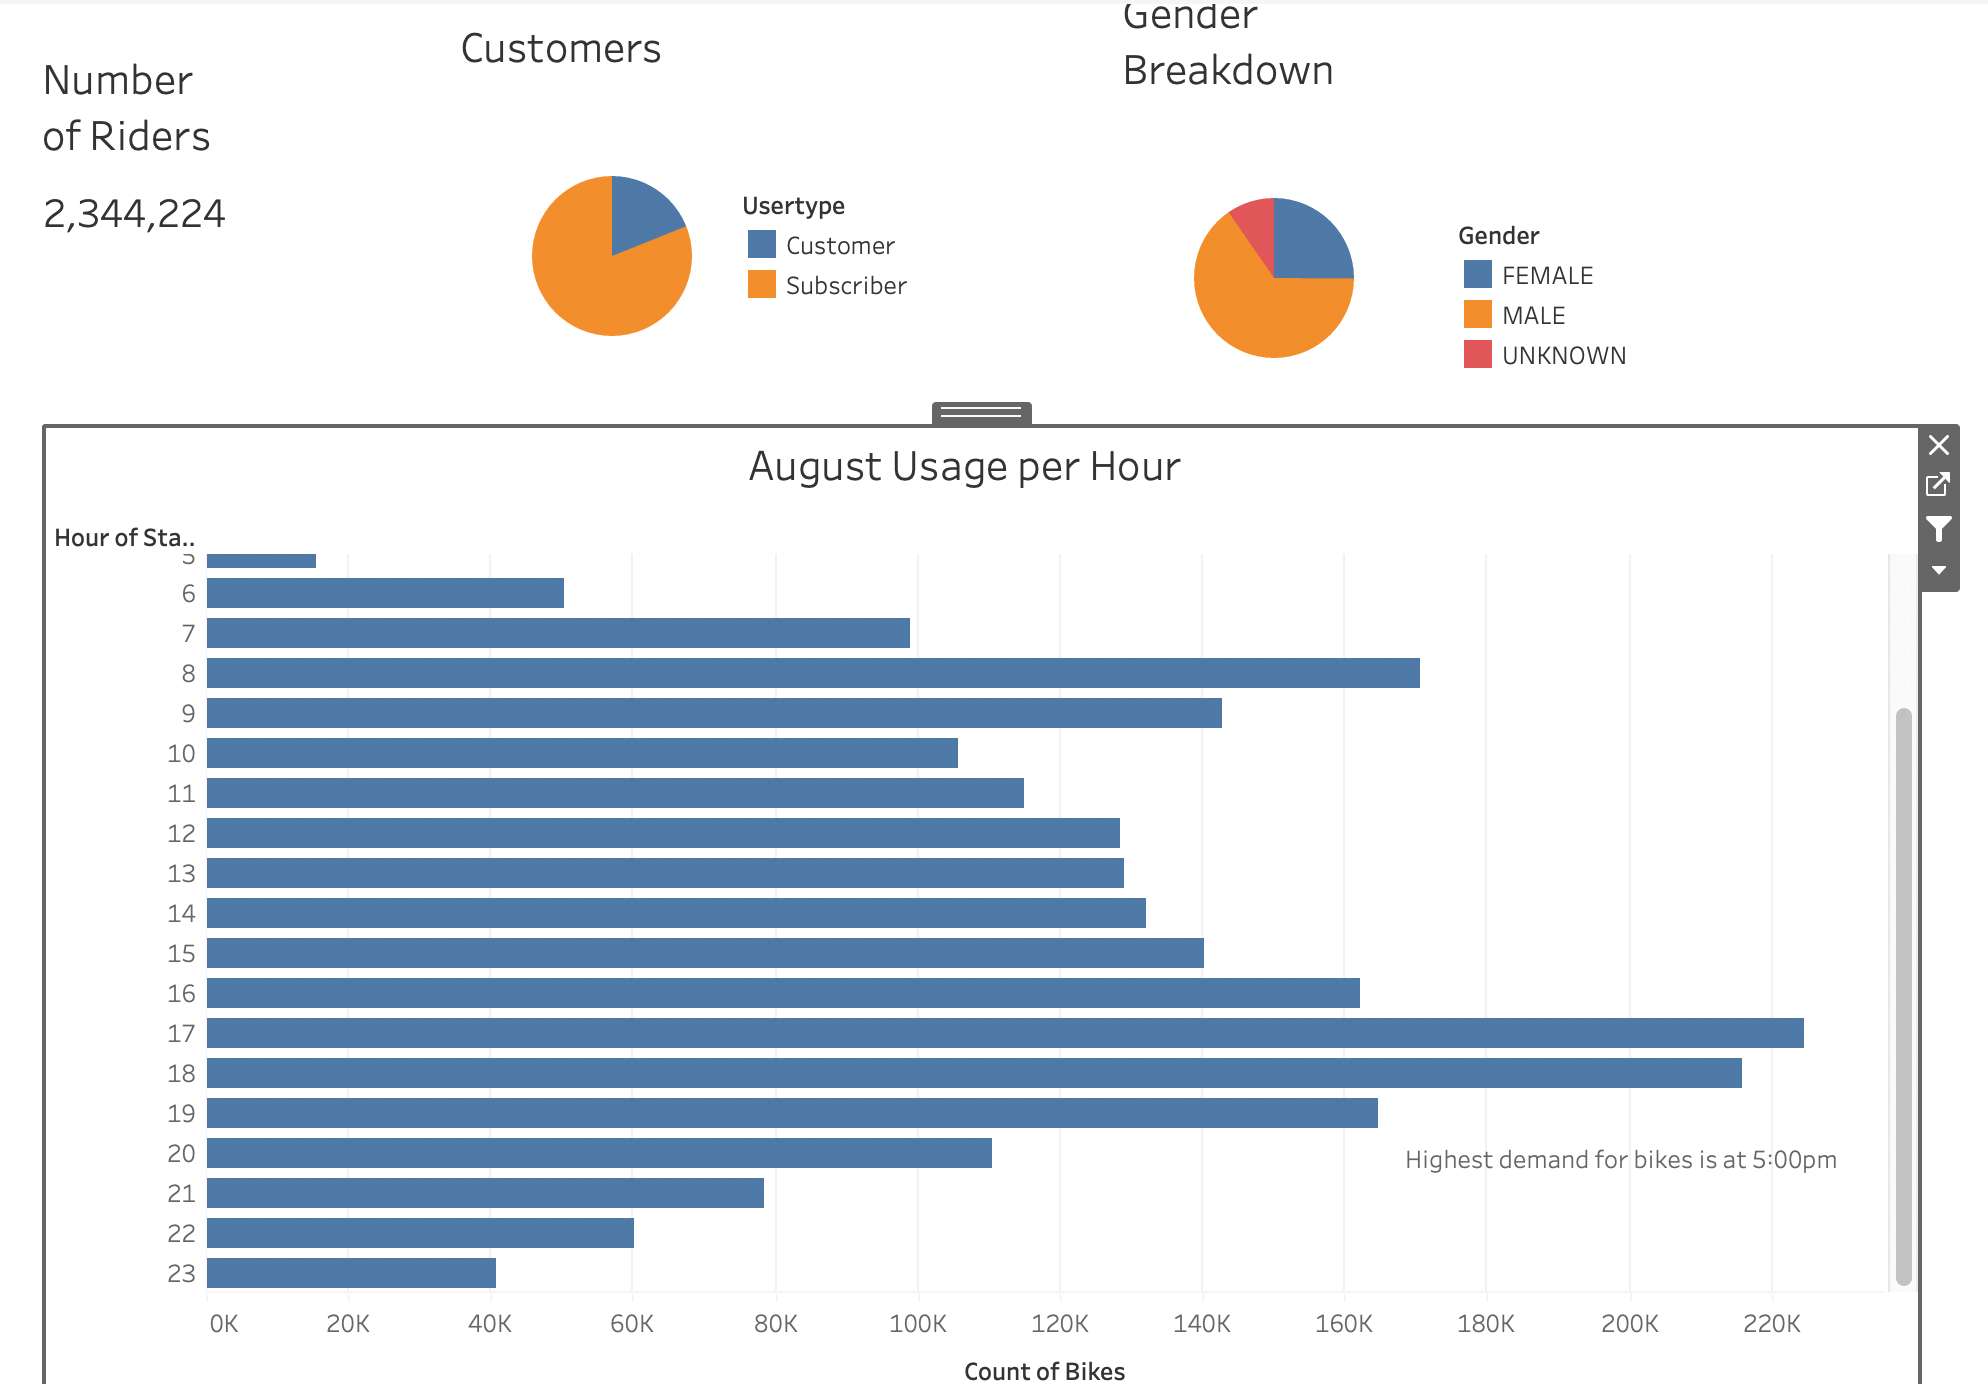 Number
of Riders
2,344,224
Customers
Usertype
Customer
Subscriber
Gender
Breakdown
Gender
FEMALE
MALE
UNKNOWN
August Usage per Hour
Hour of Sta..
5
6
7
8
9
10
11
12
13
14
15
16
17
18
19
20
21
22
23
Highest demand for bikes is at 5:00pm
0K 20K 40K 60K 80K 100K 120K 140K 160K 180K 200K 220K
Count of Bikes